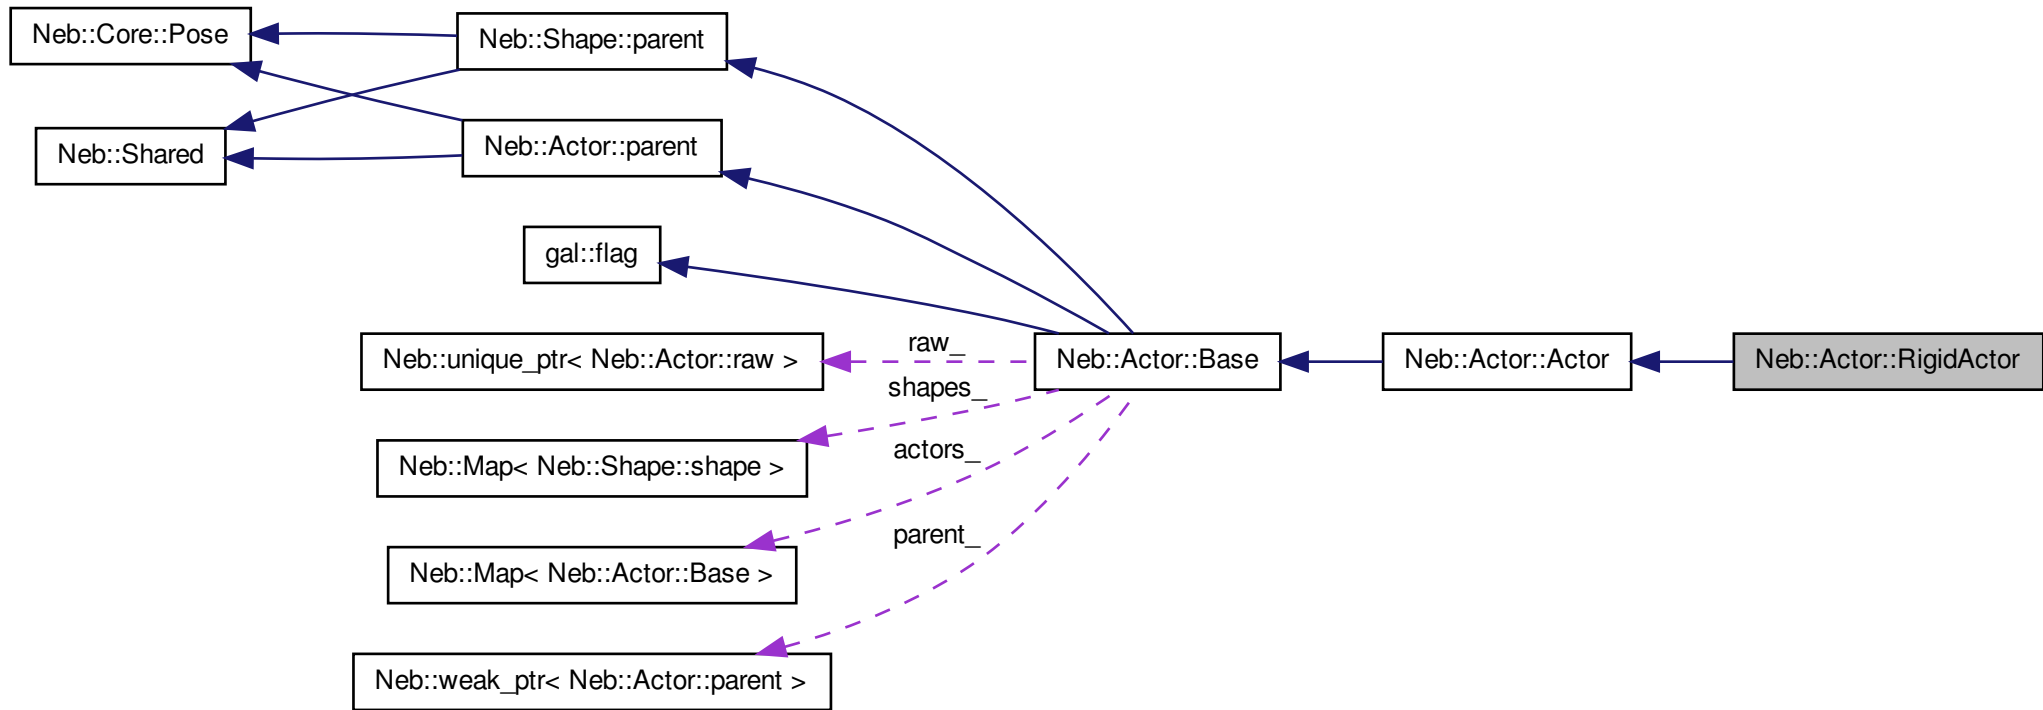 Neb::Core::Pose
Neb::Shape::parent
Neb::Shared
Neb::Actor::parent
gal::flag
Neb::unique_ptr< Neb::Actor::raw >
raw_
Neb::Actor::Base
Neb::Actor::Actor
Neb::Actor::RigidActor
shapes_
Neb::Map< Neb::Shape::shape >
actors_
Neb::Map< Neb::Actor::Base >
parent_
Neb::weak_ptr< Neb::Actor::parent >